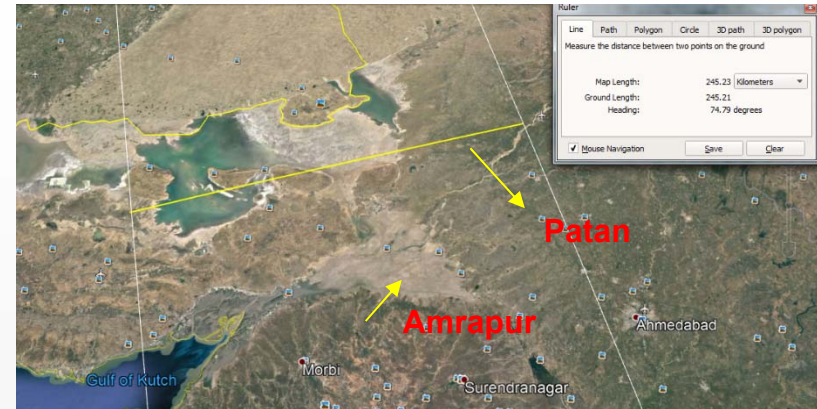 Ruler
Line Path Polygon Circle 3D path 3D polygon
Measure the distance between two points on the ground
Map Length: 245.23 Kilometers
Ground Length: 245.21
Heading: 74.79 degrees
Mouse Navigation Save Clear
Patan
Amrapur
Ahmedabad
Morbi
Gulf of Kutch
Surendranagar